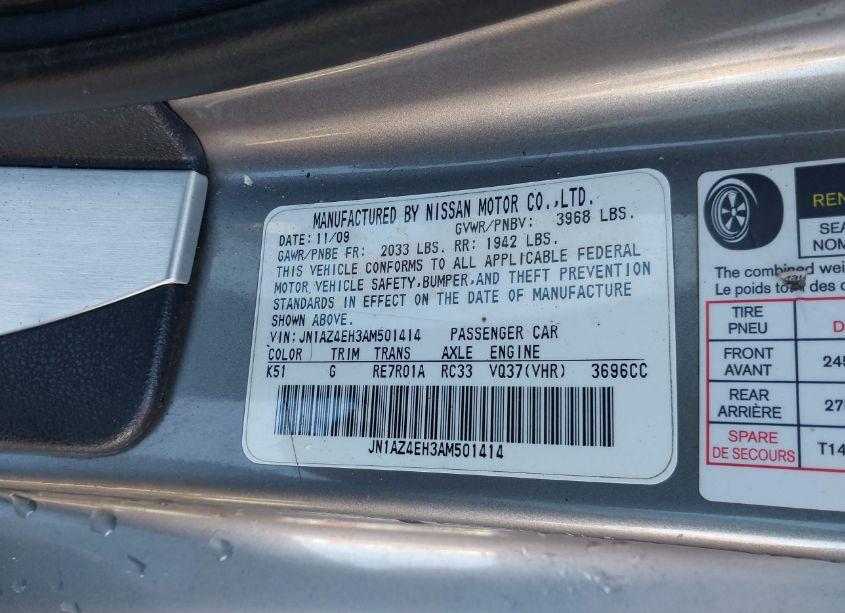 MANUFACTURED BY NISSAN MOTOR CO.,LTD.
DATE: 11/09 GVWR/PNBV: 3968 LBS.
GAWR/PNBE FR: 2033 LBS. RR: 1942 LBS.
THIS VEHICLE CONFORMS TO ALL APPLICABLE FEDERAL
MOTOR VEHICLE SAFETY,BUMPER,AND THEFT PREVENTION
STANDARDS IN EFFECT ON THE DATE OF MANUFACTURE
SHOWN ABOVE.
VIN:JN1AZ4EH3AM501414 PASSENGER CAR
COLOR TRIM TRANS AXLE ENGINE
K51 G RE7R01A RC33 VQ37(VHR) 3696CC
JN1AZ4EH3AM501414
The combined
Le poids des
TIRE
PNEU
FRONT
AVANT
REAR
ARRIÈRE
SPARE
DE SECOURS